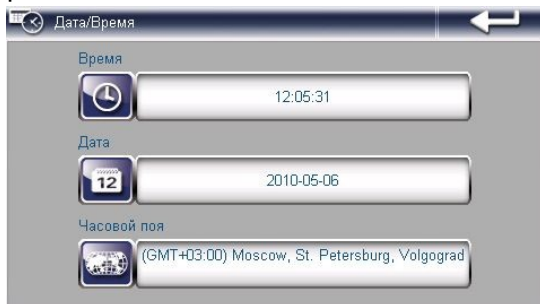 Дата/Время
Время
12:05:31
Дата
12
2010-05-06
Часовой поя
(GMT+03:00) Moscow, St. Petersburg, Volgograd